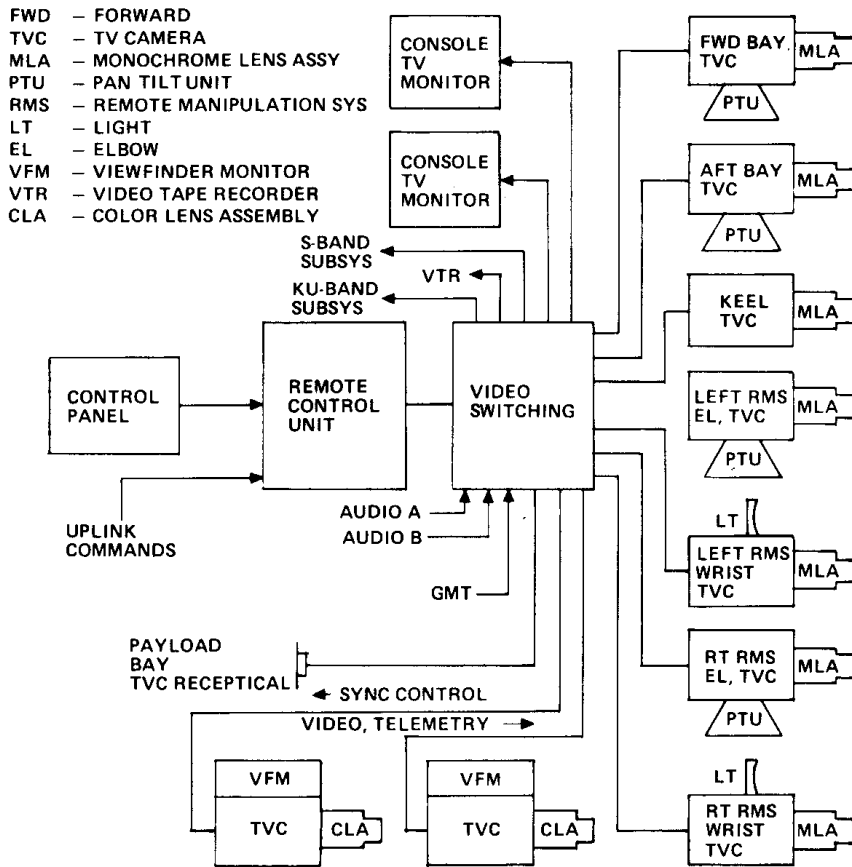 FWD – FORWARD
TVC – TV CAMERA
MLA – MONOCHROME LENS ASSY
PTU – PAN TILT UNIT
RMS – REMOTE MANIPULATION SYS
LT – LIGHT
EL – ELBOW
VFM – VIEWFINDER MONITOR
VTR – VIDEO TAPE RECORDER
CLA – COLOR LENS ASSEMBLY
CONSOLE
TV
MONITOR
CONSOLE
TV
MONITOR
S-BAND
SUBSYS
VTR
KU-BAND
SUBSYS
CONTROL
PANEL
REMOTE
CONTROL
UNIT
VIDEO
SWITCHING
UPLINK
COMMANDS
AUDIO A
AUDIO B
GMT
PAYLOAD
BAY
TVC RECEPTICAL
SYNC CONTROL
VIDEO, TELEMETRY
VFM
TVC
CLA
VFM
TVC
CLA
FWD BAY
TVC
MLA
PTU
AFT BAY
TVC
MLA
PTU
KEEL
TVC
MLA
LEFT RMS
EL, TVC
MLA
PTU
LT
LEFT RMS
WRIST
TVC
MLA
RT RMS
EL, TVC
MLA
PTU
LT
RT RMS
WRIST
TVC
MLA